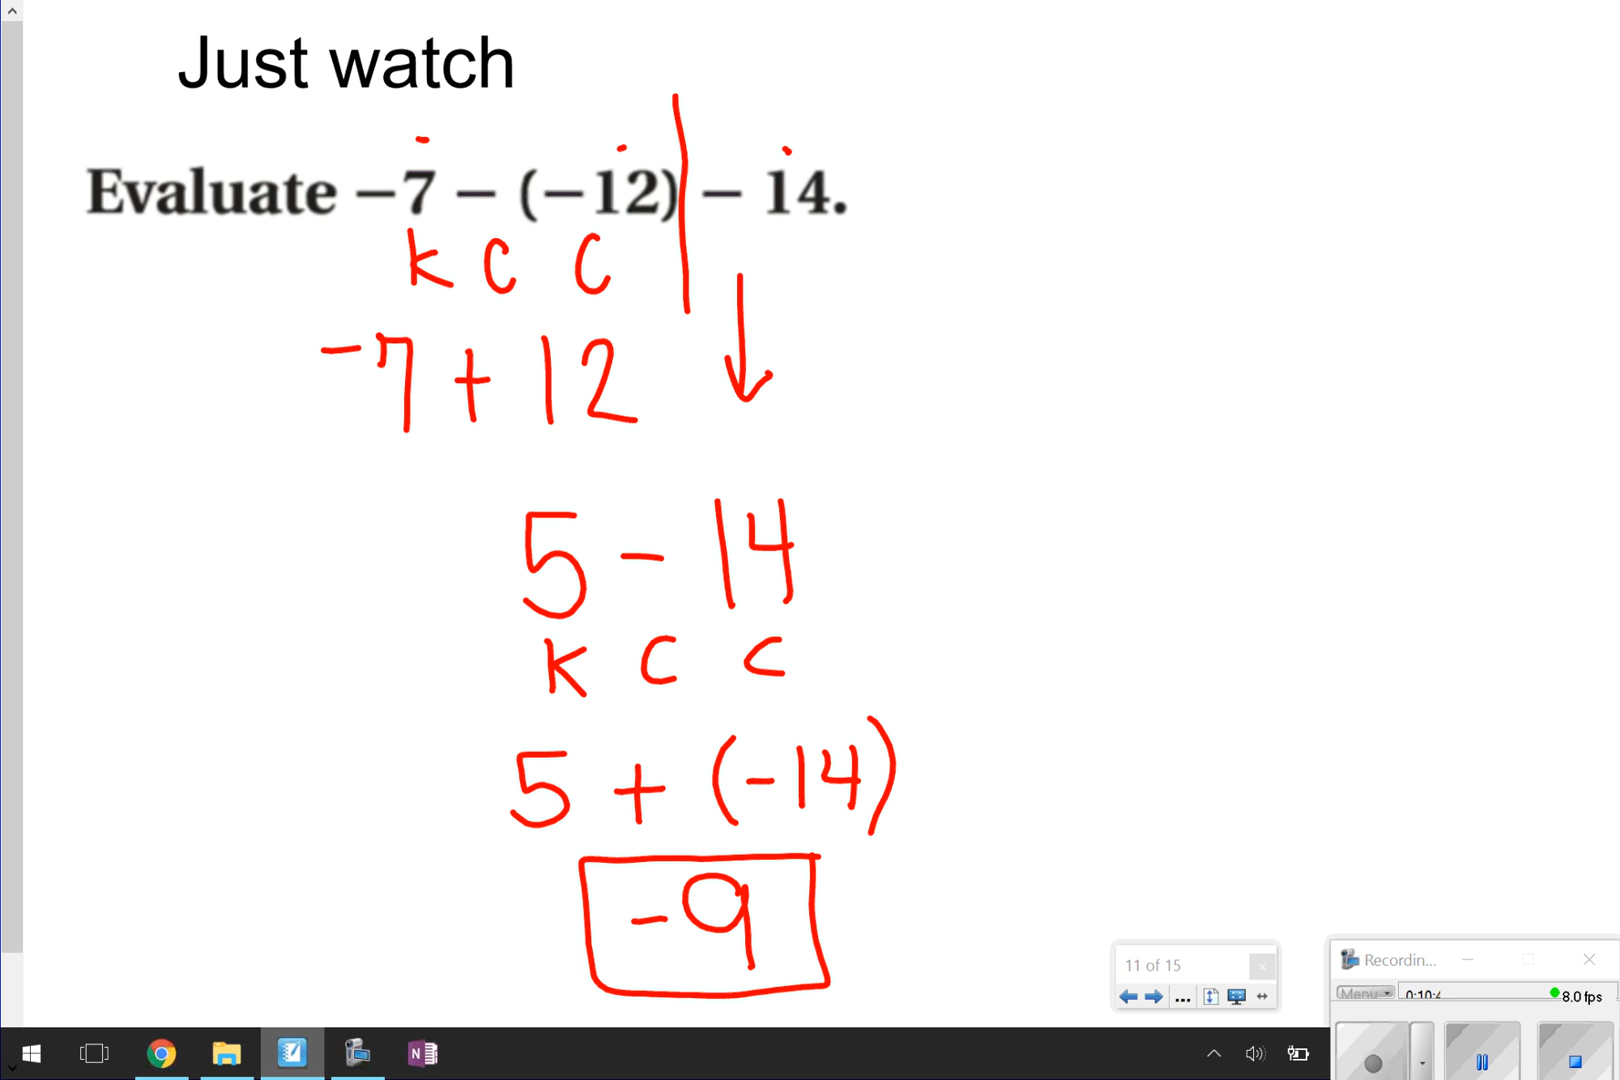 Just watch
Evaluate −7 − (−12) − 14.
K C C
-7 + 12
5 - 14
K C C
5 + (-14)
-9
11 of 15
Recordin...
Menu
8.0 fps
N